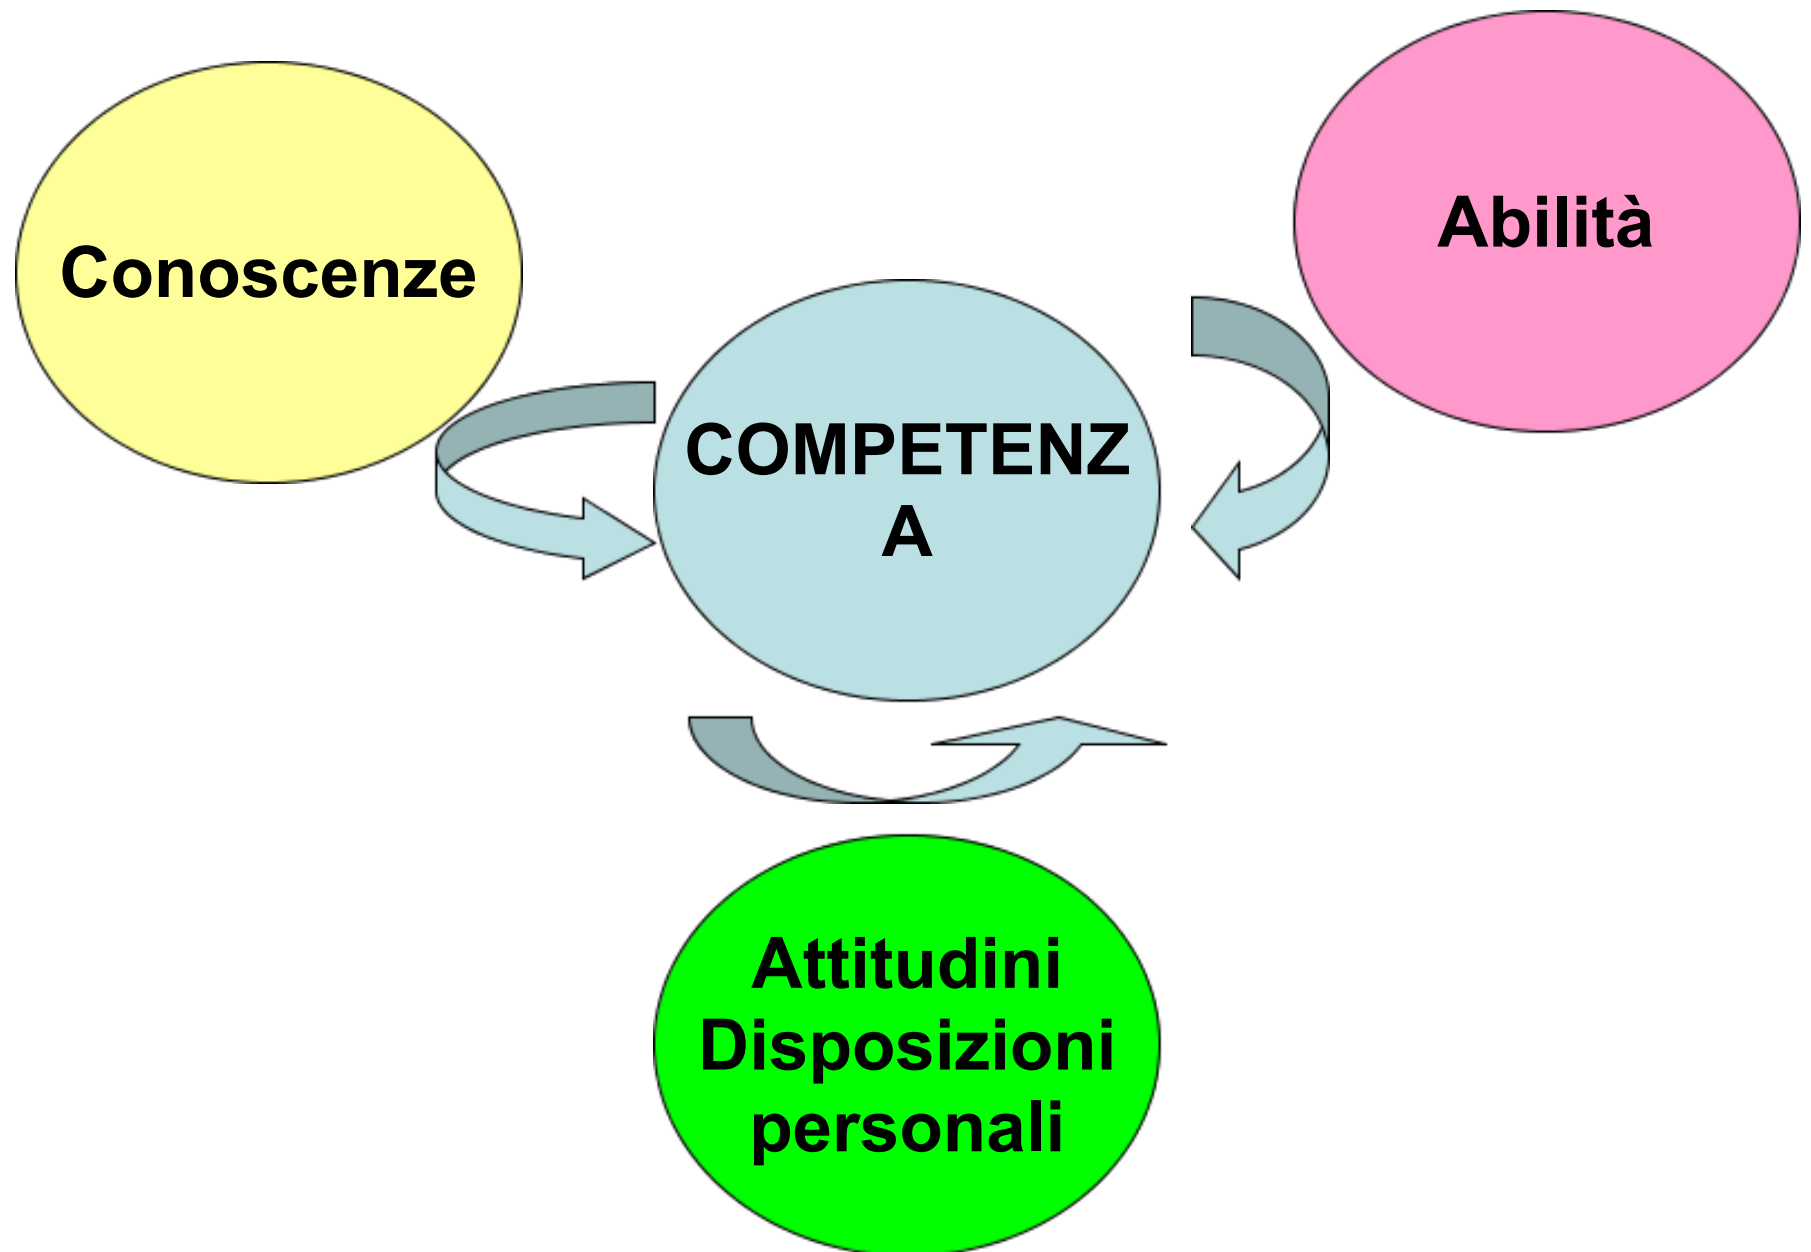 Conoscenze
Abilità
COMPETENZ
A
Attitudini
Disposizioni
personali